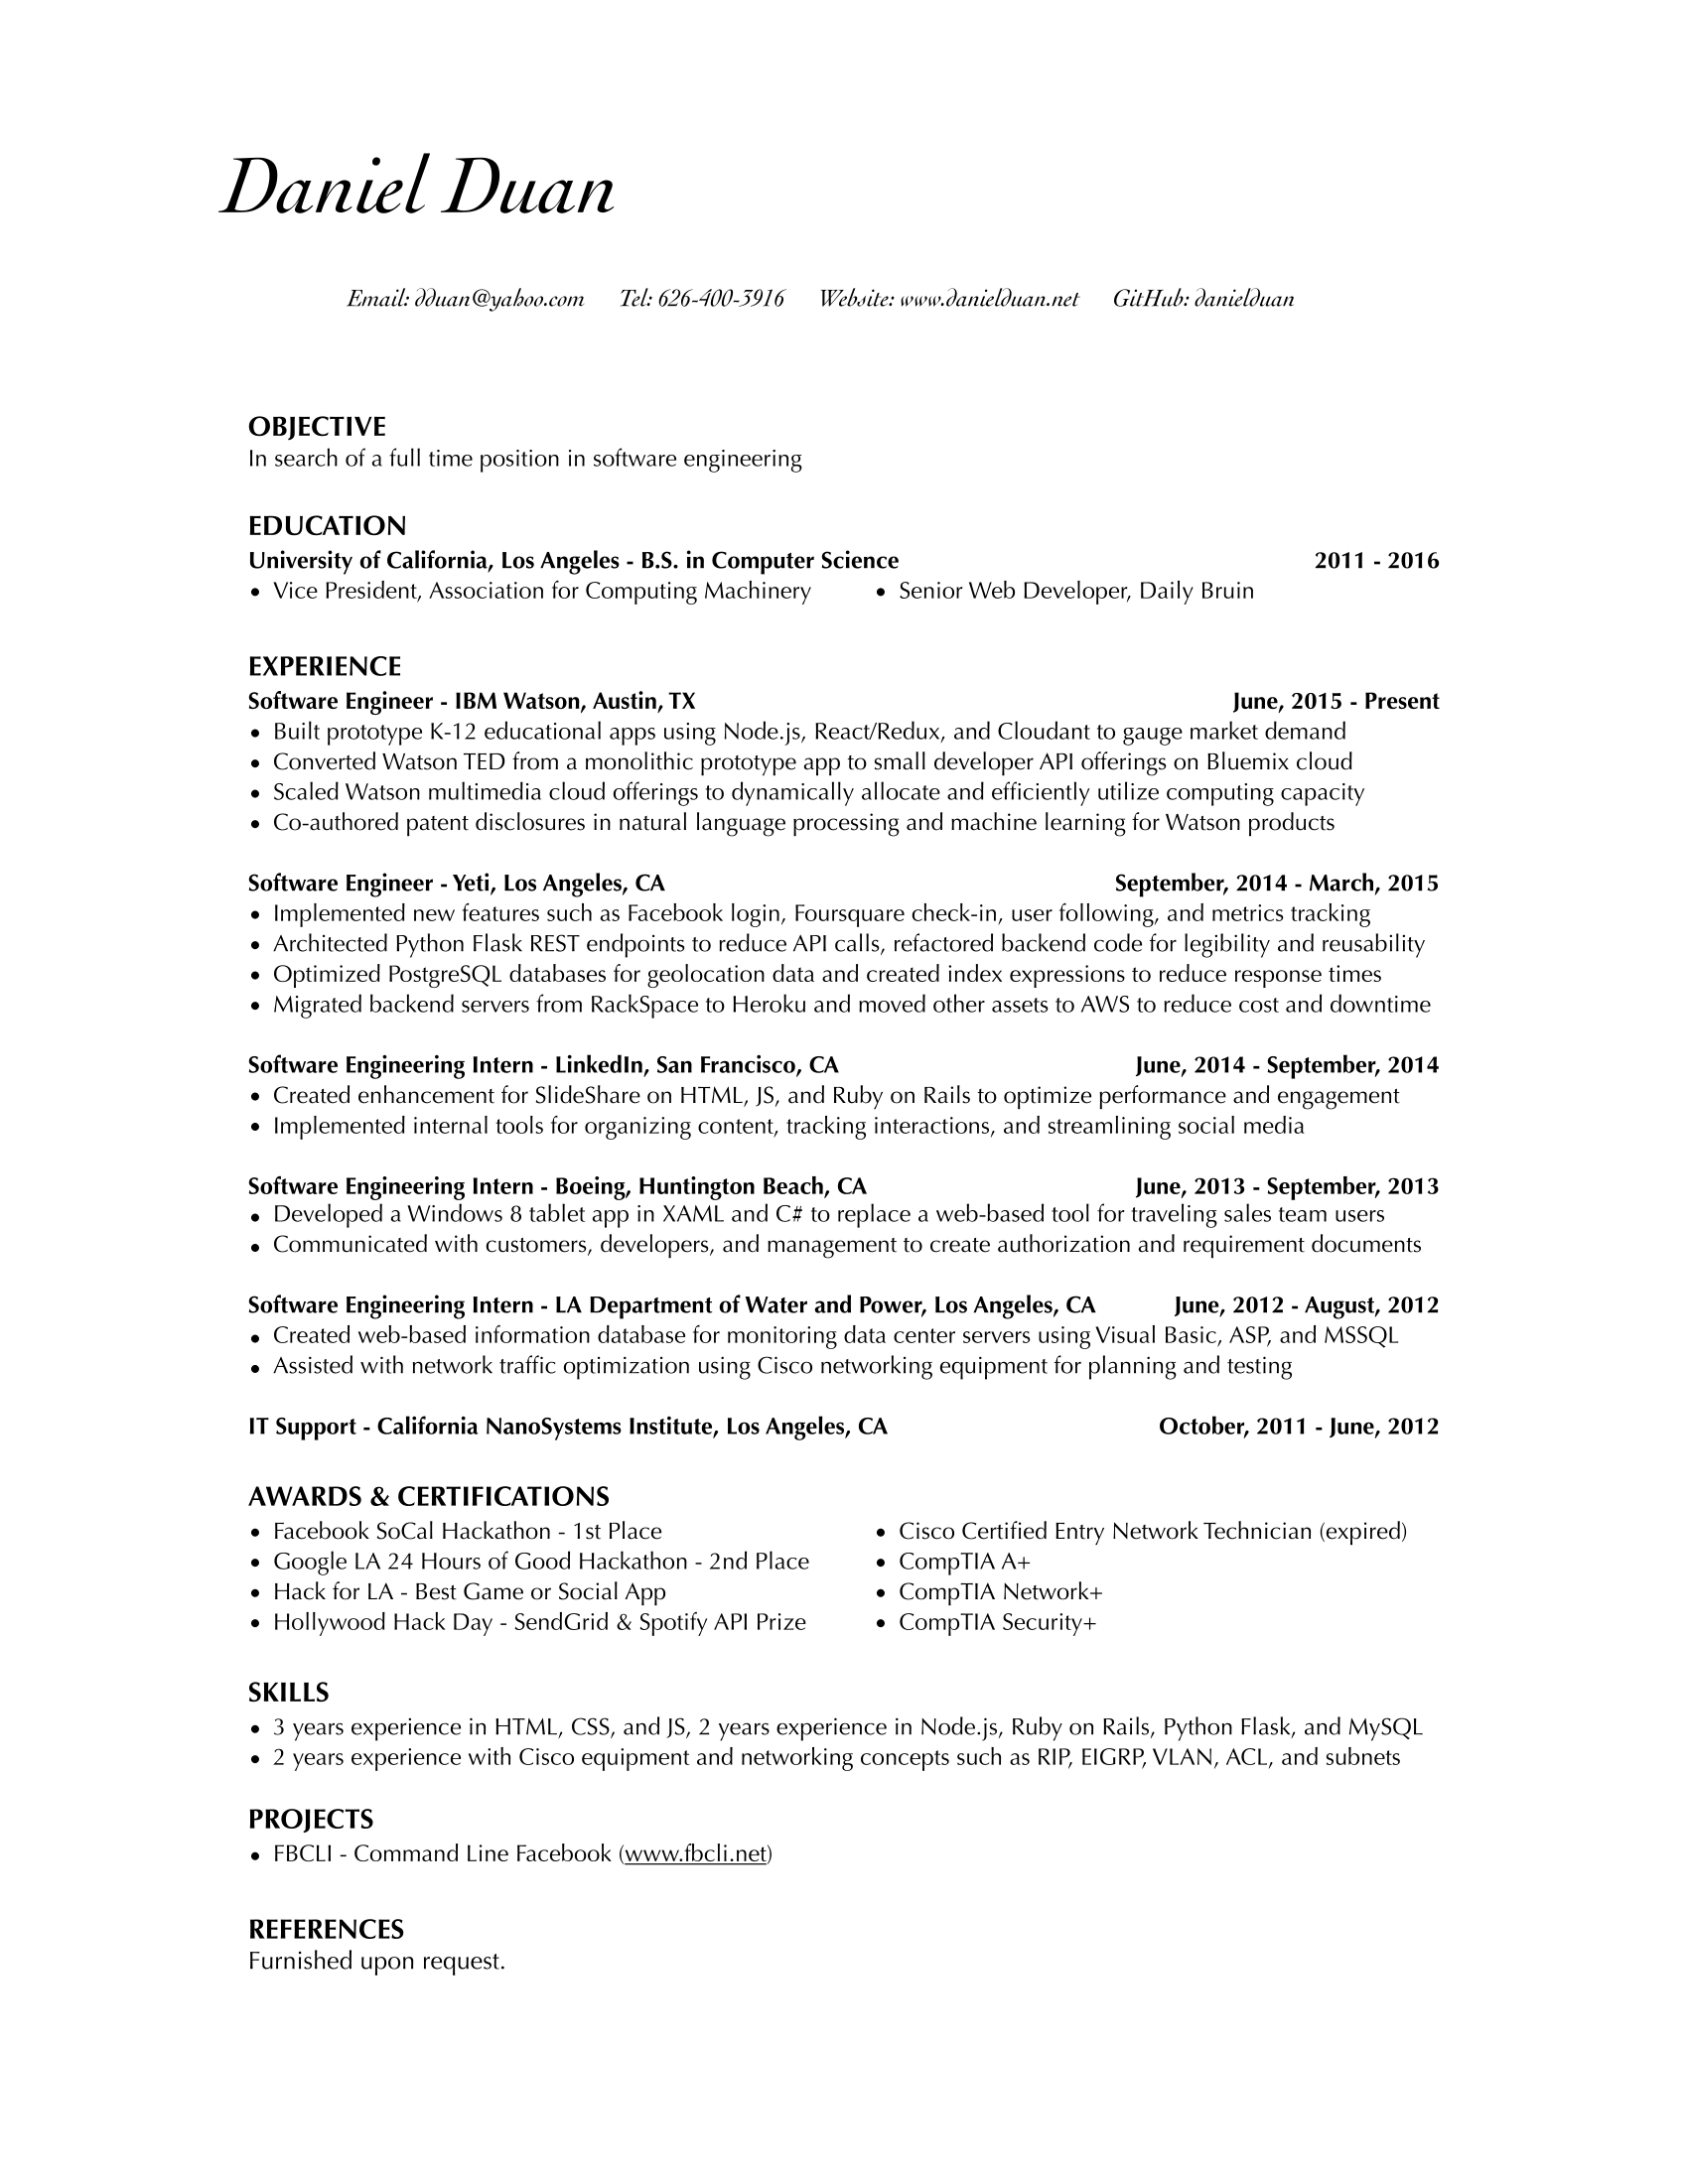 Daniel Duan
Email: dduan@yahoo.com Tel: 626-400-3916 Website: www.danielduan.net GitHub: danielduan
OBJECTIVE
In search of a full time position in software engineering
EDUCATION
University of California, Los Angeles - B.S. in Computer Science 2011 - 2016
• Vice President, Association for Computing Machinery • Senior Web Developer, Daily Bruin
EXPERIENCE
Software Engineer - IBM Watson, Austin, TX June, 2015 - Present
• Built prototype K-12 educational apps using Node.js, React/Redux, and Cloudant to gauge market demand
• Converted Watson TED from a monolithic prototype app to small developer API offerings on Bluemix cloud
• Scaled Watson multimedia cloud offerings to dynamically allocate and efficiently utilize computing capacity
• Co-authored patent disclosures in natural language processing and machine learning for Watson products
Software Engineer - Yeti, Los Angeles, CA September, 2014 - March, 2015
• Implemented new features such as Facebook login, Foursquare check-in, user following, and metrics tracking
• Architected Python Flask REST endpoints to reduce API calls, refactored backend code for legibility and reusability
• Optimized PostgreSQL databases for geolocation data and created index expressions to reduce response times
• Migrated backend servers from RackSpace to Heroku and moved other assets to AWS to reduce cost and downtime
Software Engineering Intern - LinkedIn, San Francisco, CA June, 2014 - September, 2014
• Created enhancement for SlideShare on HTML, JS, and Ruby on Rails to optimize performance and engagement
• Implemented internal tools for organizing content, tracking interactions, and streamlining social media
Software Engineering Intern - Boeing, Huntington Beach, CA June, 2013 - September, 2013
• Developed a Windows 8 tablet app in XAML and C# to replace a web-based tool for traveling sales team users
• Communicated with customers, developers, and management to create authorization and requirement documents
Software Engineering Intern - LA Department of Water and Power, Los Angeles, CA June, 2012 - August, 2012
• Created web-based information database for monitoring data center servers using Visual Basic, ASP, and MSSQL
• Assisted with network traffic optimization using Cisco networking equipment for planning and testing
IT Support - California NanoSystems Institute, Los Angeles, CA October, 2011 - June, 2012
AWARDS & CERTIFICATIONS
• Facebook SoCal Hackathon - 1st Place • Cisco Certified Entry Network Technician (expired)
• Google LA 24 Hours of Good Hackathon - 2nd Place • CompTIA A+
• Hack for LA - Best Game or Social App • CompTIA Network+
• Hollywood Hack Day - SendGrid & Spotify API Prize • CompTIA Security+
SKILLS
• 3 years experience in HTML, CSS, and JS, 2 years experience in Node.js, Ruby on Rails, Python Flask, and MySQL
• 2 years experience with Cisco equipment and networking concepts such as RIP, EIGRP, VLAN, ACL, and subnets
PROJECTS
• FBCLI - Command Line Facebook (www.fbcli.net)
REFERENCES
Furnished upon request.